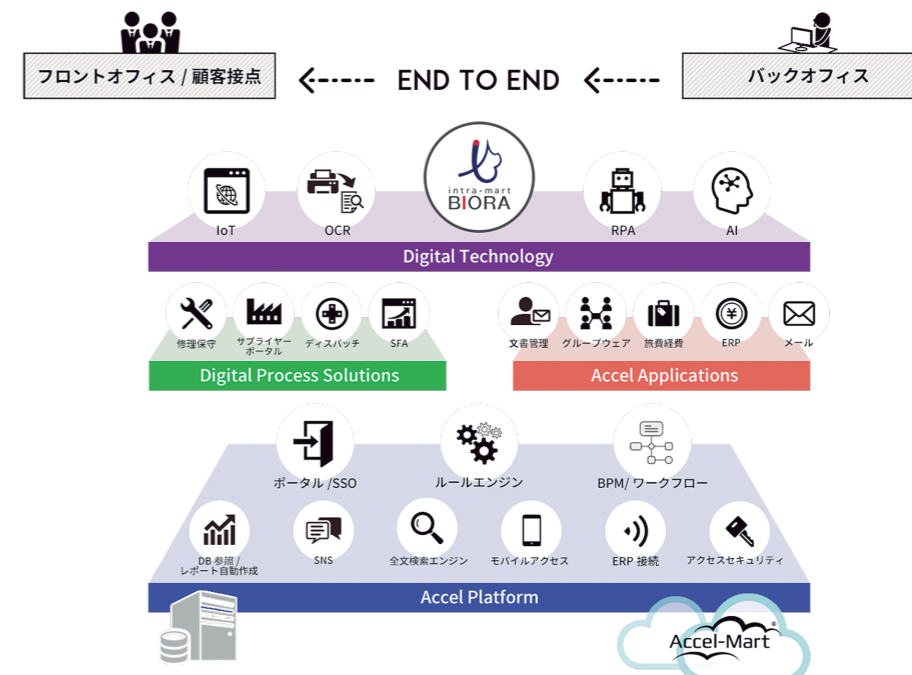 フロントオフィス / 顧客接点
END TO END
バックオフィス
intra-mart
BIORA
IoT
OCR
RPA
AI
Digital Technology
修理保守
サプライヤー
ポータル
ディスパッチ
SFA
文書管理
グループウェア
旅費経費
ERP
メール
Digital Process Solutions
Accel Applications
ポータル /SSO
ルールエンジン
BPM/ ワークフロー
DB 参照 /
レポート自動作成
SNS
全文検索エンジン
モバイルアクセス
ERP 接続
アクセスセキュリティ
Accel Platform
Accel-Mart®